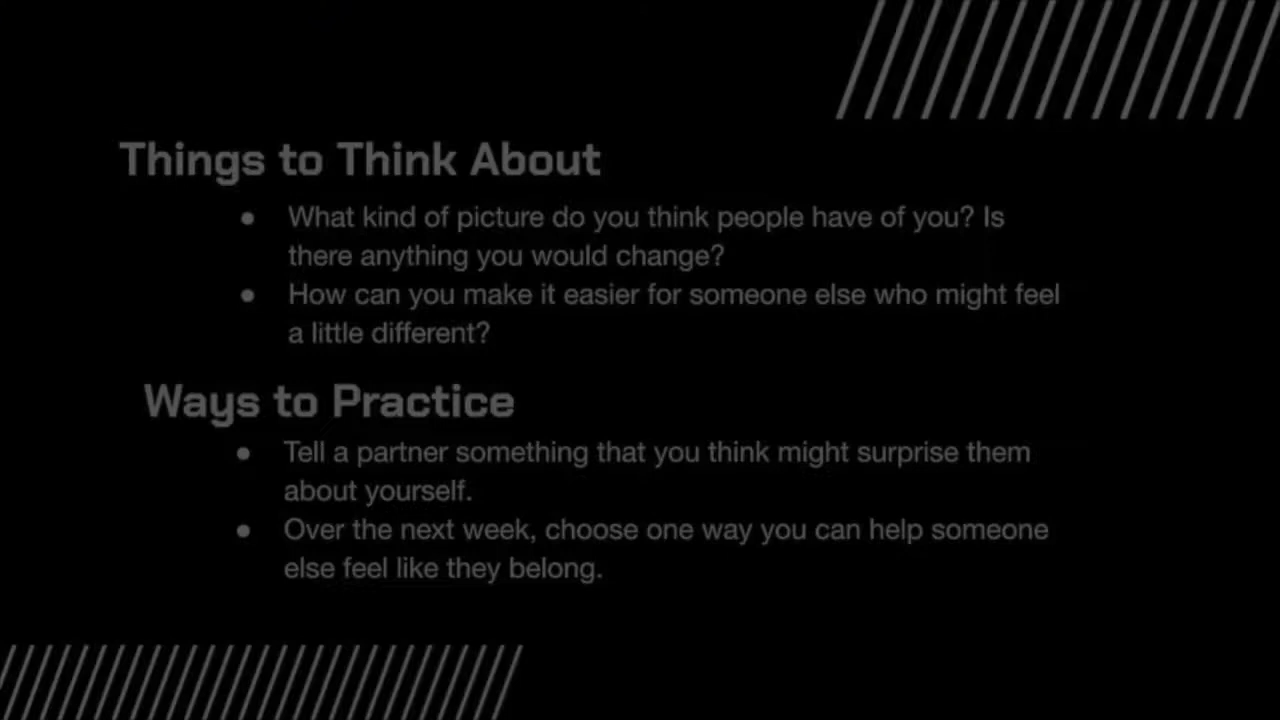 Things to Think About
● What kind of picture do you think people have of you? Is
there anything you would change?
● How can you make it easier for someone else who might feel
a little different?
Ways to Practice
● Tell a partner something that you think might surprise them
about yourself.
● Over the next week, choose one way you can help someone
else feel like they belong.